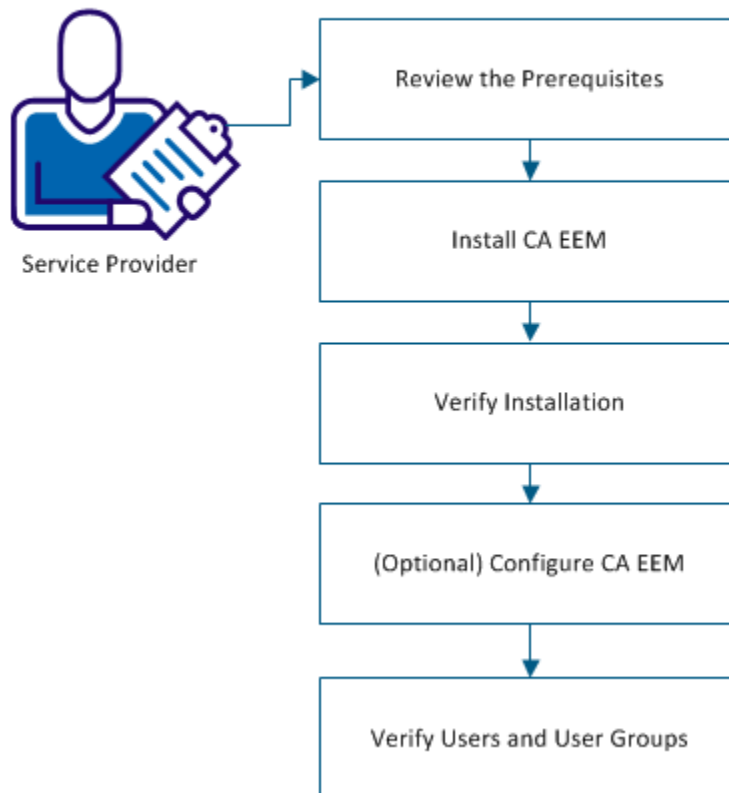 Service Provider
Review the Prerequisites
Install CA EEM
Verify Installation
(Optional) Configure CA EEM
Verify Users and User Groups